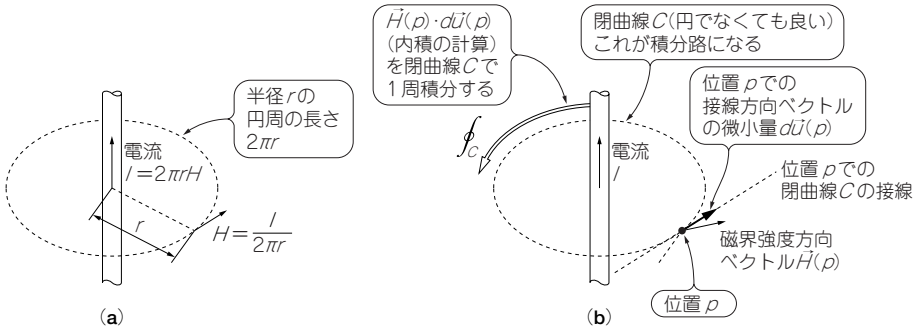 半径rの
円周の長さ
2πr
電流
I=2πrH
r
H=I/2πr
(a)
H⃗(p)·du⃗(p)
(内積の計算)
を閉曲線Cで
1周積分する
閉曲線C(円でなくても良い)
これが積分路になる
位置pでの
接線方向ベクトル
の微小量du⃗(p)
∮C
電流
I
位置pでの
閉曲線Cの接線
磁界強度方向
ベクトルH⃗(p)
位置p
(b)